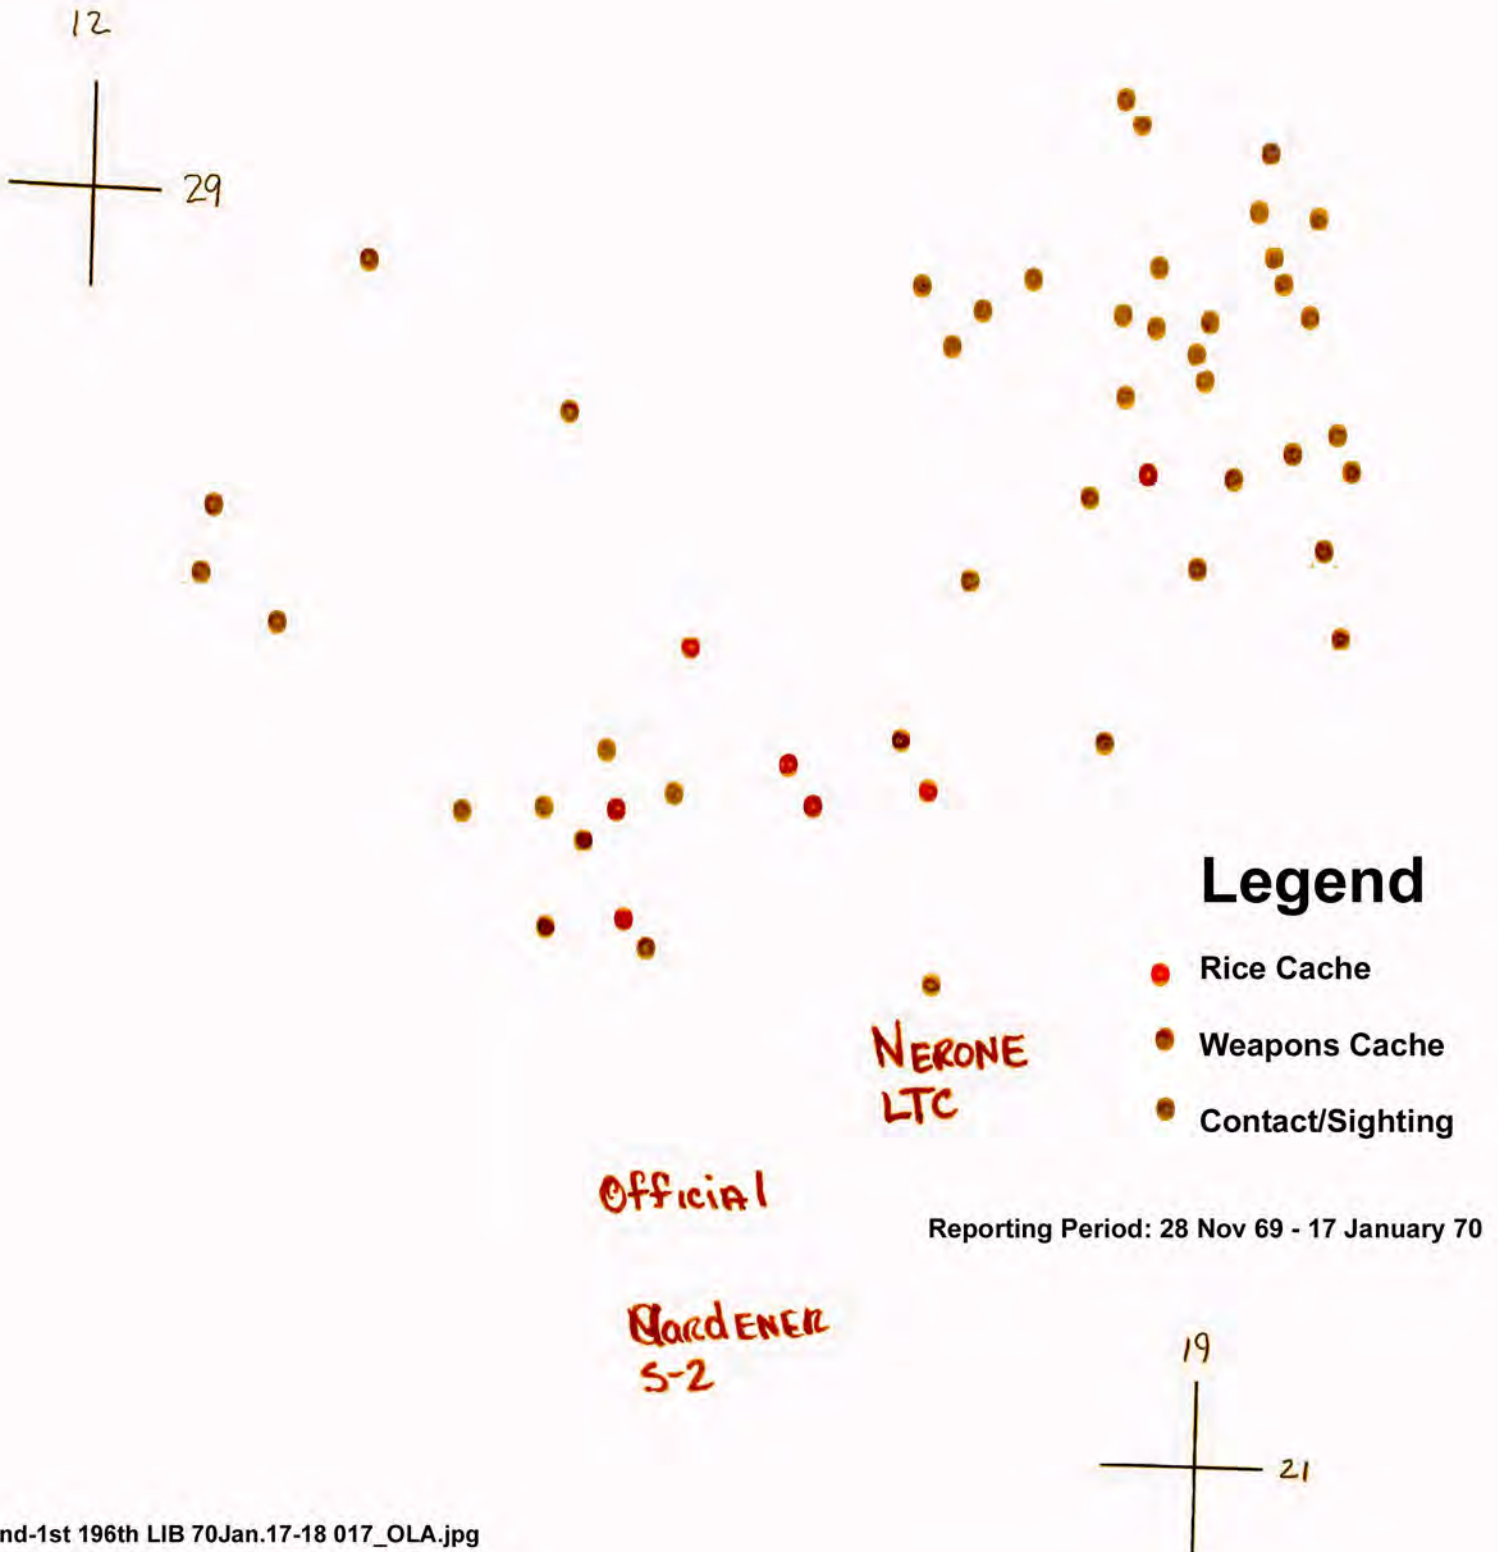 12
29
Legend
Rice Cache
Weapons Cache
Contact/Sighting
NERONE
LTC
Official
Reporting Period: 28 Nov 69 - 17 January 70
S-2
19
21
nd-1st 196th LIB 70Jan.17-18 017_OLA.jpg